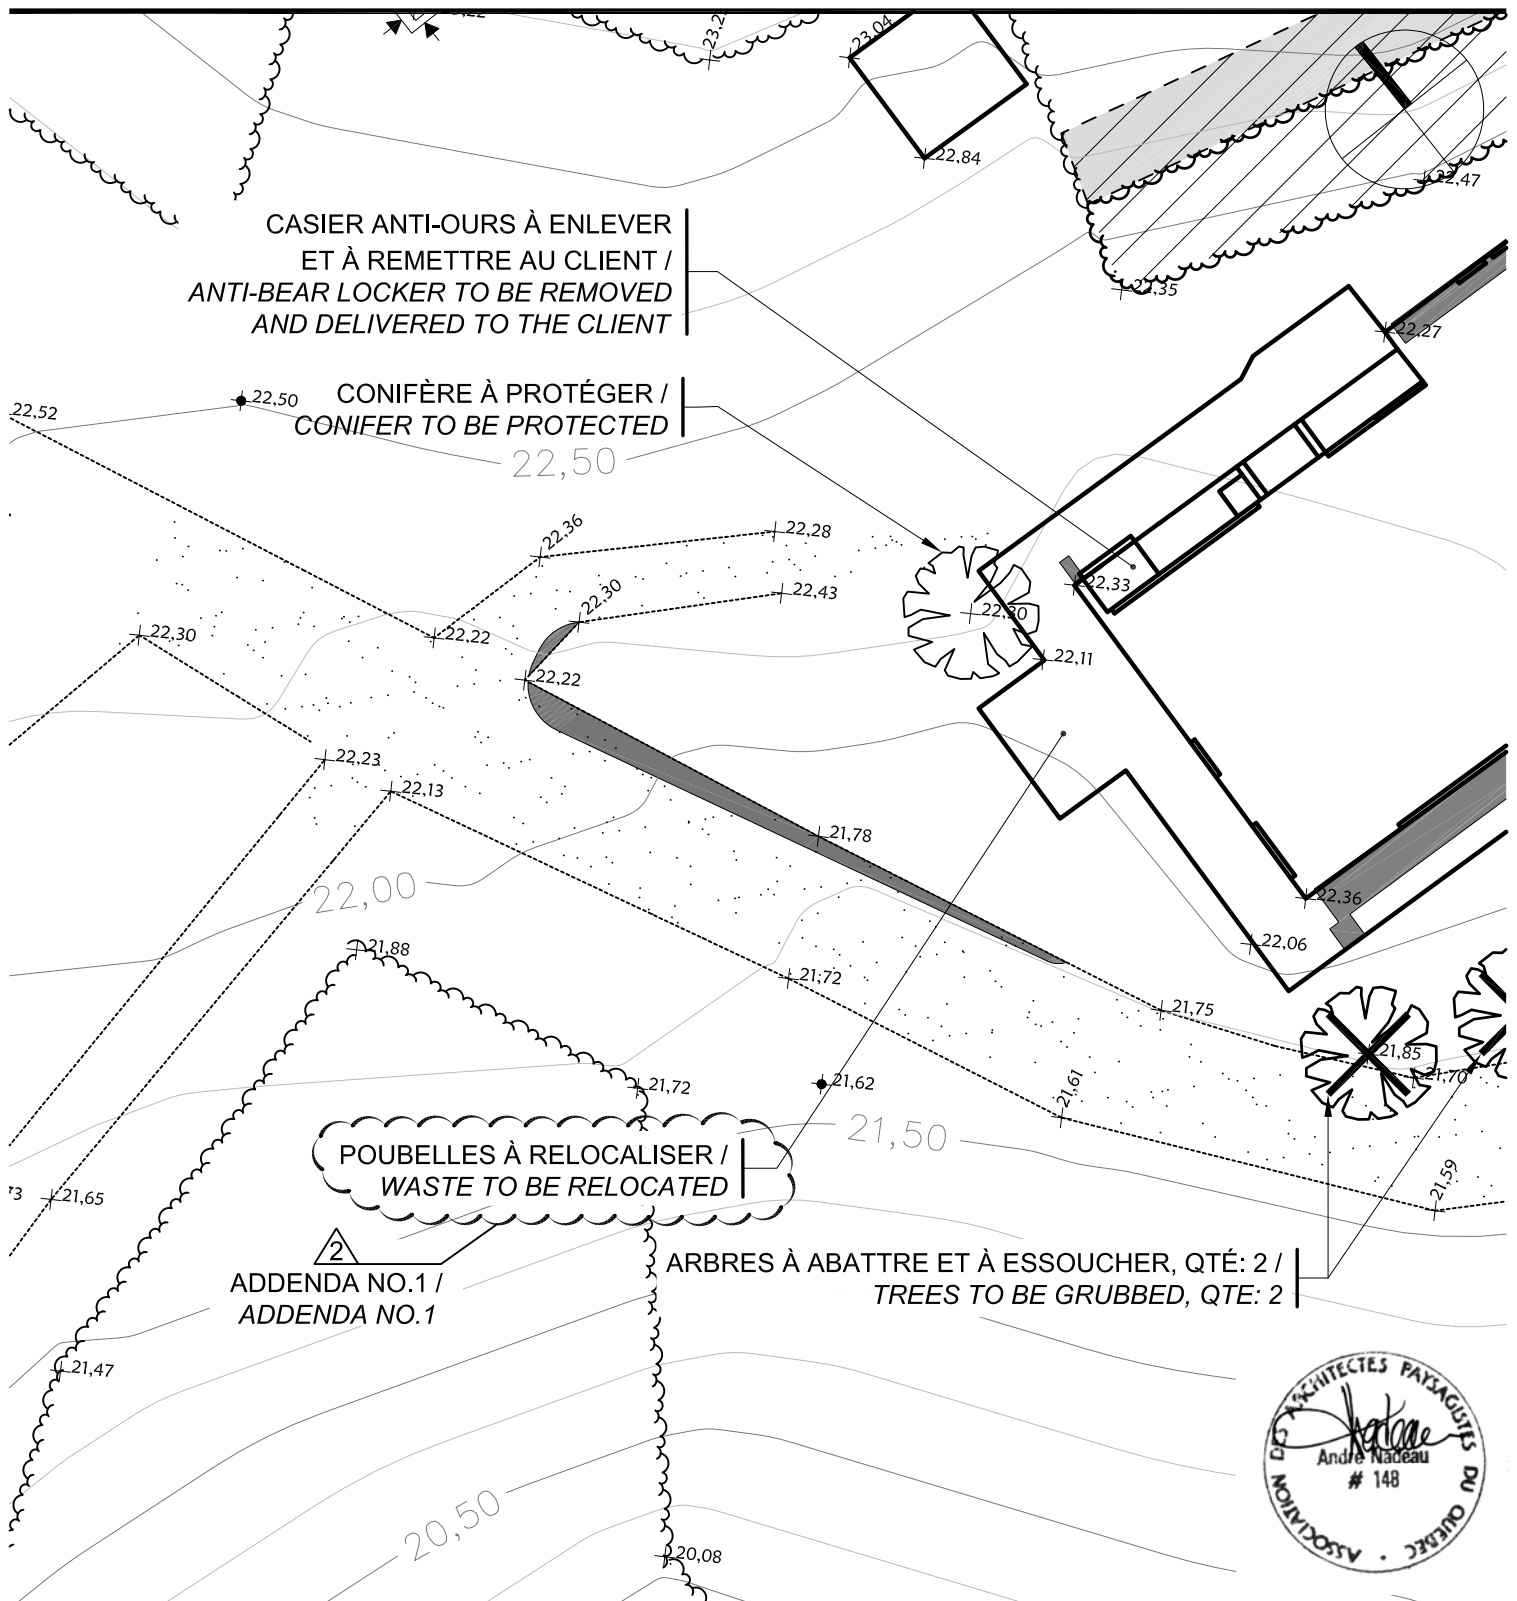 23,04
22,84
22,47
22,35
CASIER ANTI-OURS À ENLEVER
ET À REMETTRE AU CLIENT /
ANTI-BEAR LOCKER TO BE REMOVED
AND DELIVERED TO THE CLIENT
22,27
CONIFÈRE À PROTÉGER /
CONIFER TO BE PROTECTED
22,52
22,50
22,50
22,36
22,28
22,43
22,30
22,33
22,30
22,22
22,11
22,22
22,23
22,13
21,78
22,00
22,36
21,88
22,06
21,72
21,75
21,85
21,70
21,72
21,62
21,61
21,50
POUBELLES À RELOCALISER /
WASTE TO BE RELOCATED
21,65
21,59
2
ADDENDA NO.1 /
ADDENDA NO.1
ARBRES À ABATTRE ET À ESSOUCHER, QTÉ: 2 /
TREES TO BE GRUBBED, QTE: 2
21,47
20,50
20,08
ASSOCIATION DES ARCHITECTES PAYSAGISTES DU QUEBEC
André Nadeau
# 148